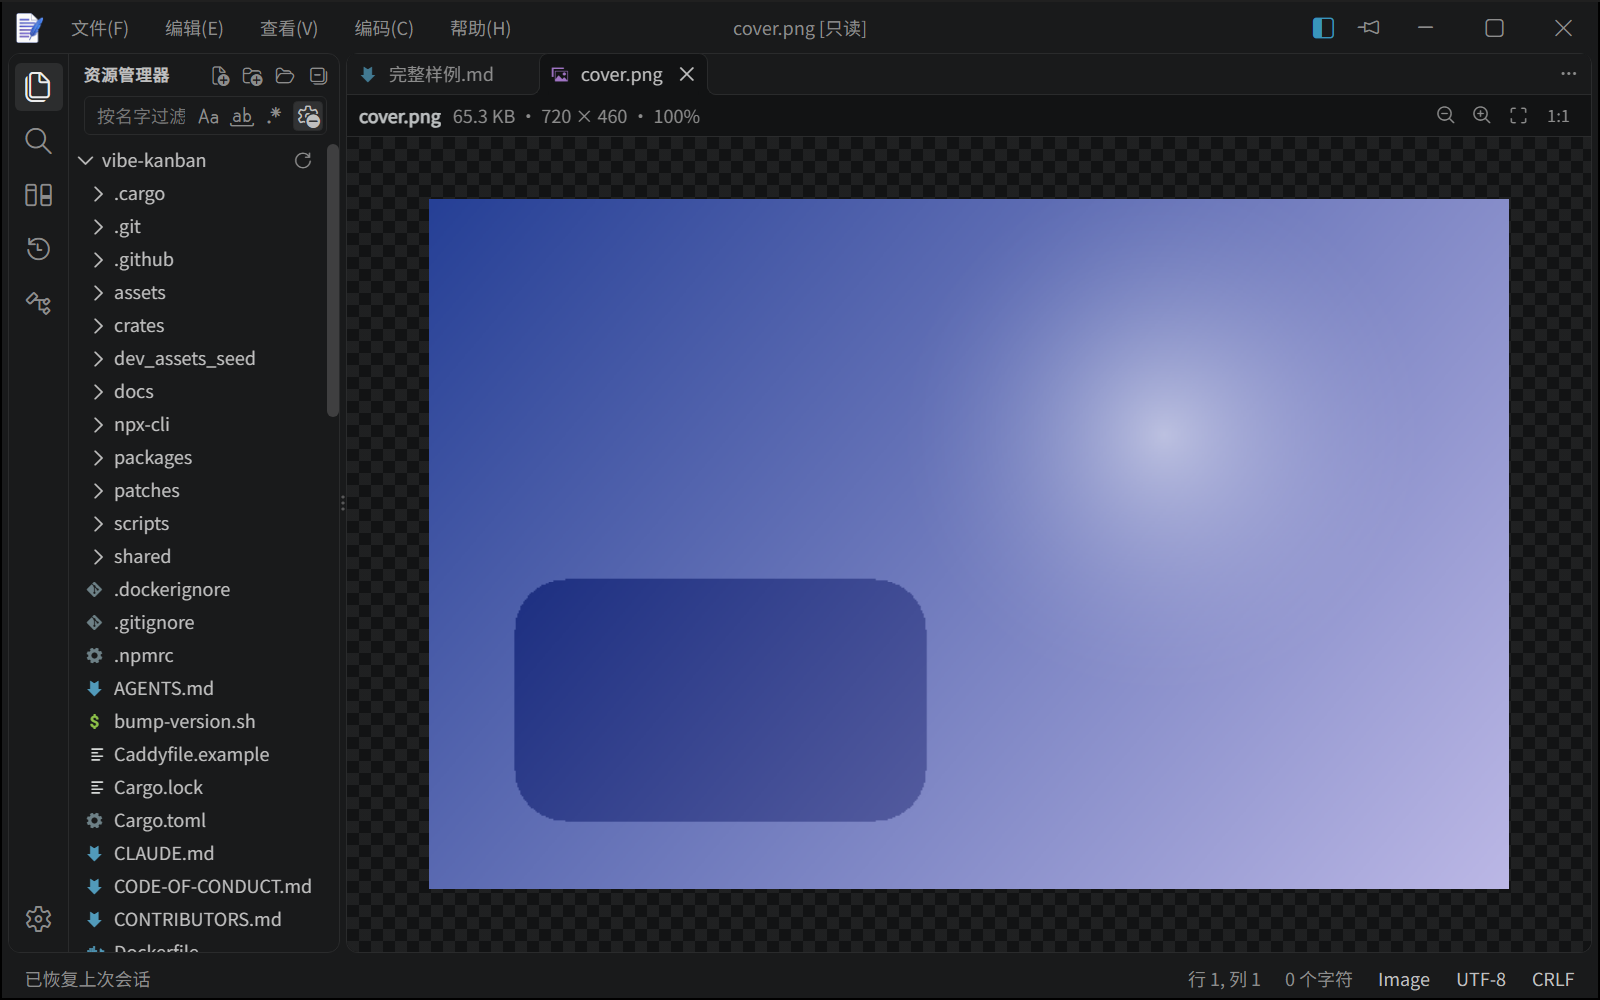 文件(F) 编辑(E) 查看(V) 编码(C) 帮助(H) cover.png [只读]
资源管理器
按名字过滤 Aa ab .*
vibe-kanban
.cargo
.git
.github
assets
crates
dev_assets_seed
docs
npx-cli
packages
patches
scripts
shared
.dockerignore
.gitignore
.npmrc
AGENTS.md
bump-version.sh
Caddyfile.example
Cargo.lock
Cargo.toml
CLAUDE.md
CODE-OF-CONDUCT.md
CONTRIBUTORS.md
Dockerfile
完整样例.md cover.png
cover.png 65.3 KB • 720 × 460 • 100% 1:1
已恢复上次会话 行 1, 列 1 0 个字符 Image UTF-8 CRLF